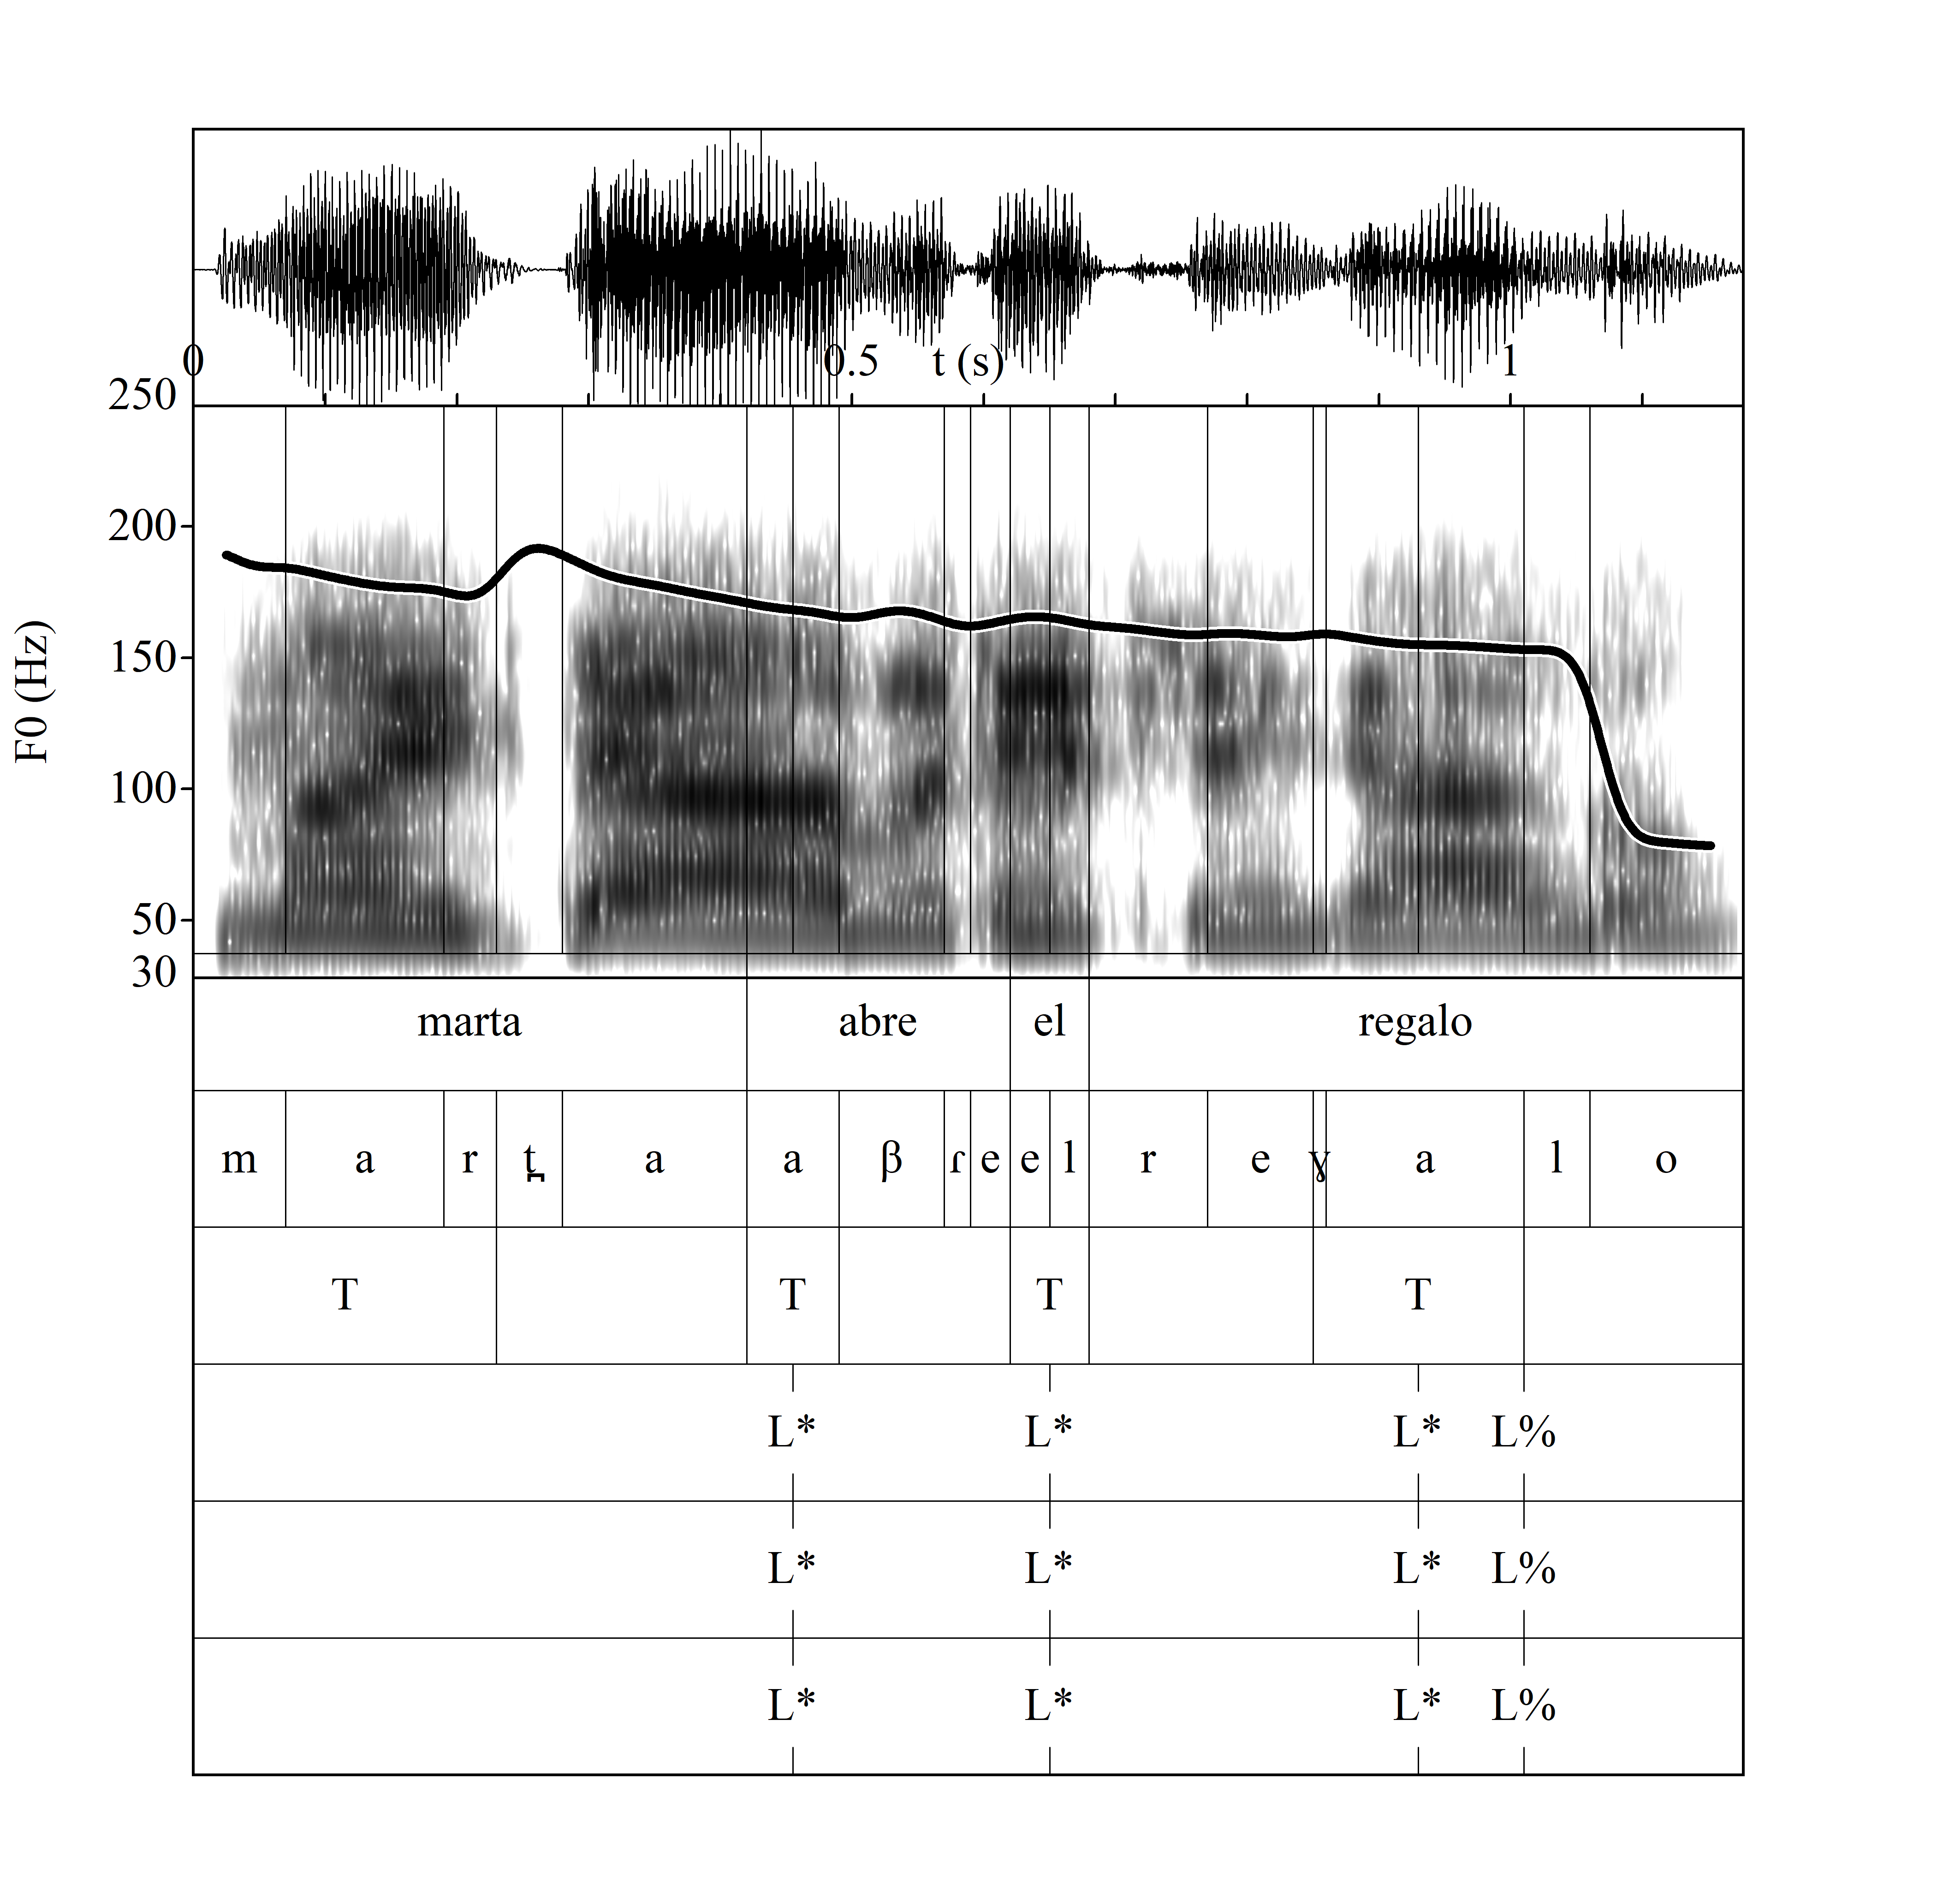 0 0.5 t (s) 1
250
200
150
100
50
30
F0 (Hz)
marta abre el regalo
m a r t̪ a a β ɾ e e l r e ɣ a l o
T T T T
L* L* L* L%
L* L* L* L%
L* L* L* L%